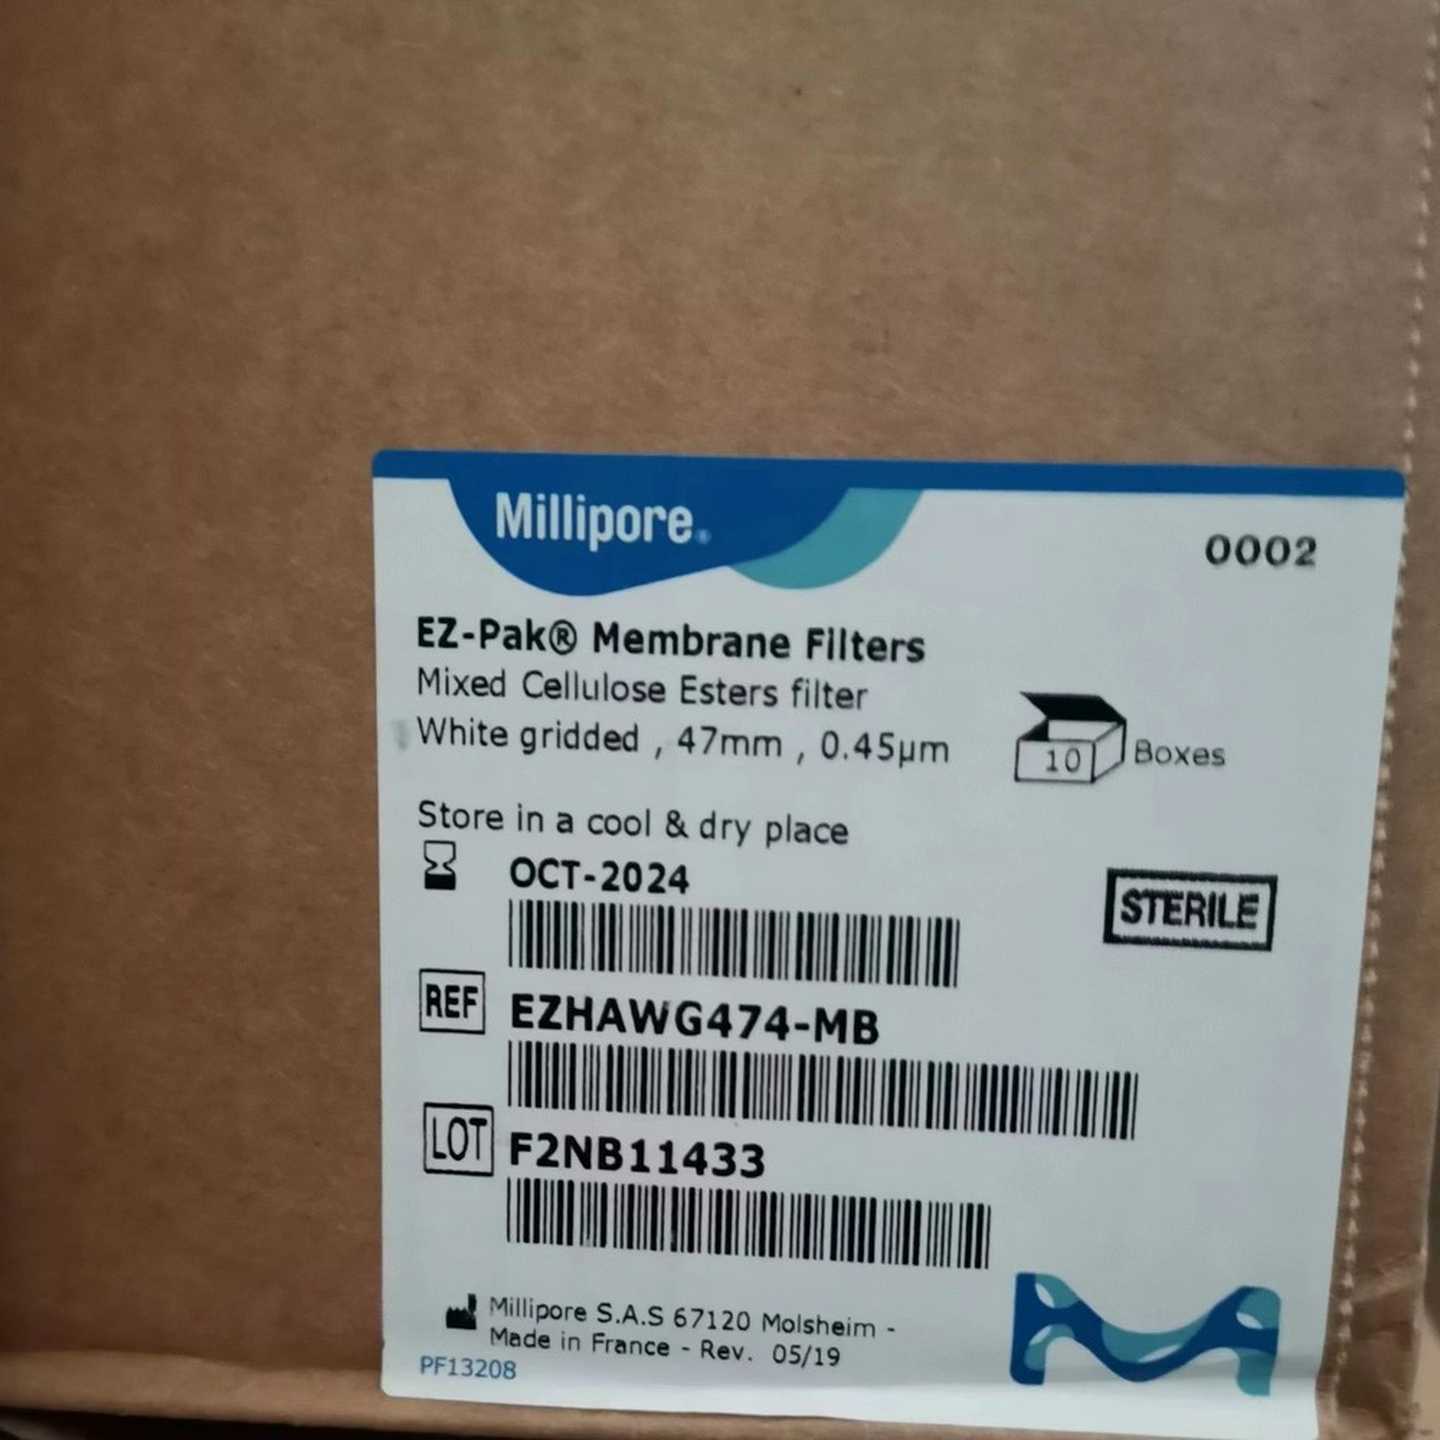 Millipore®
0002
EZ-Pak® Membrane Filters
Mixed Cellulose Esters filter
White gridded , 47mm , 0.45µm
10 Boxes
Store in a cool & dry place
OCT-2024
STERILE
REF EZHAWG474-MB
LOT F2NB11433
Millipore S.A.S 67120 Molsheim -
Made in France - Rev. 05/19
PF13208